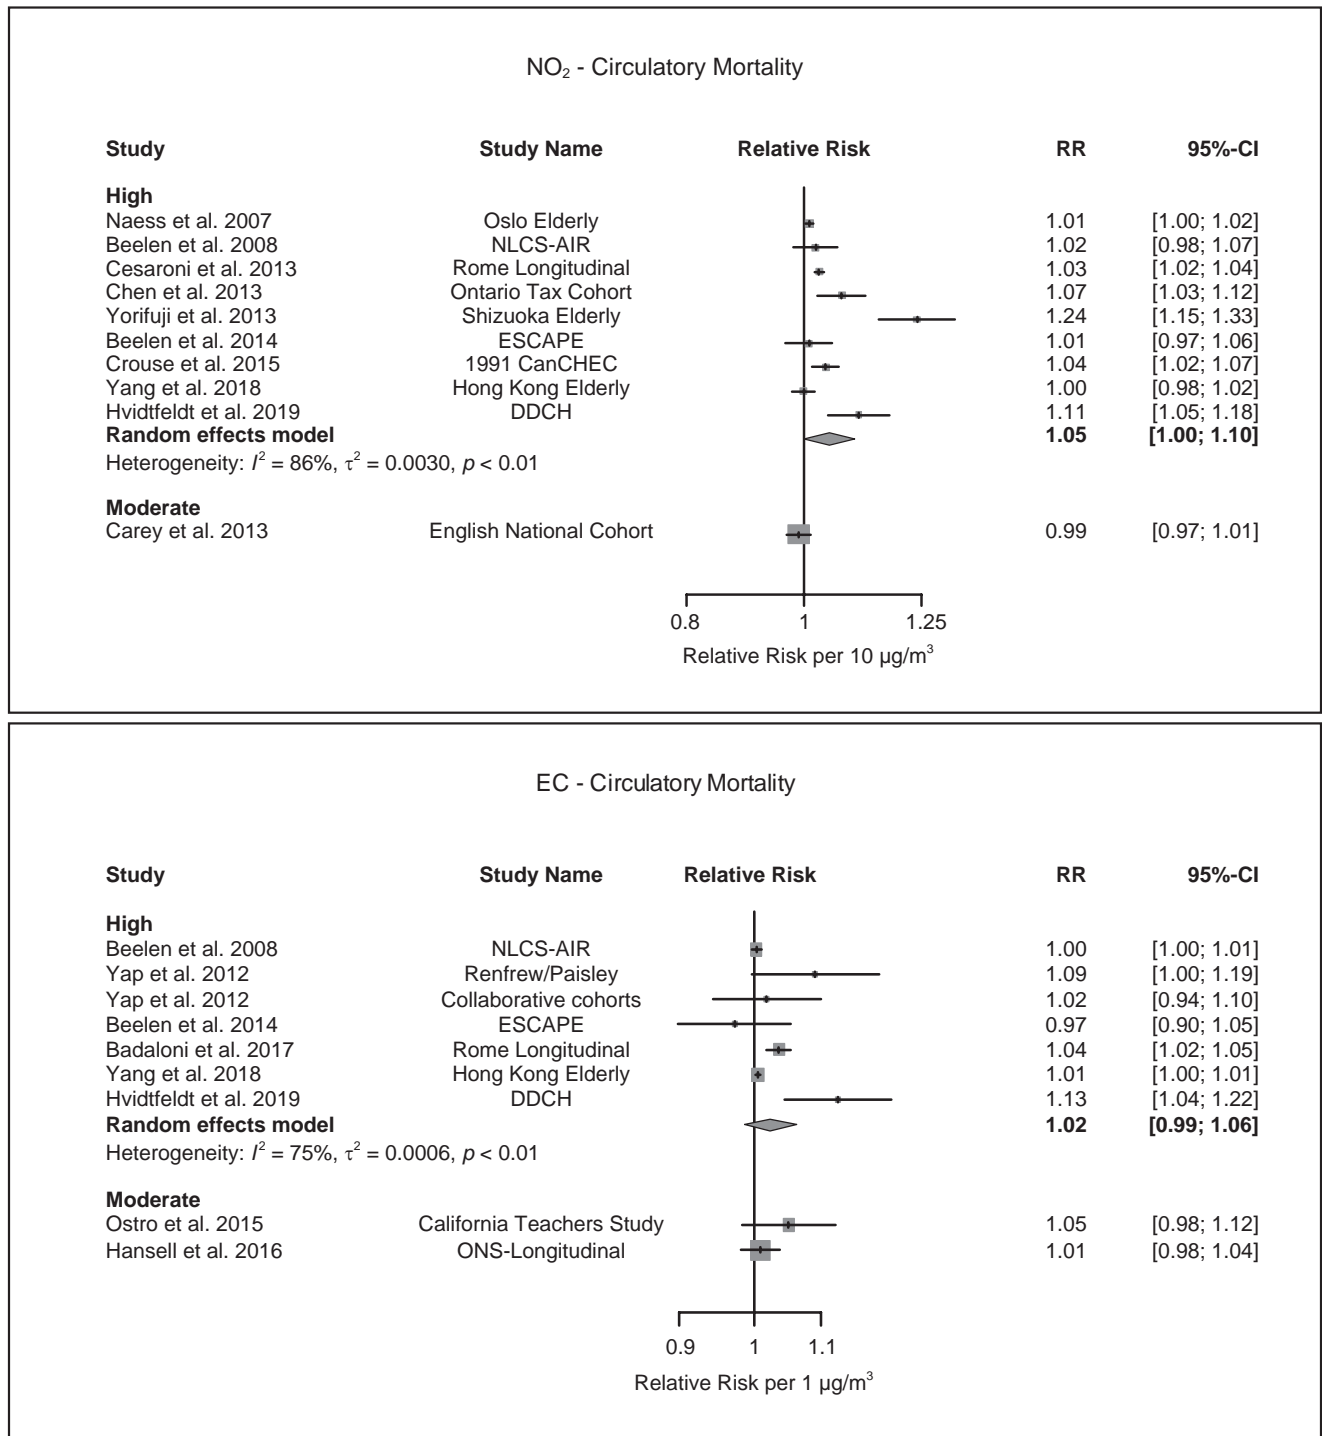 NO₂ - Circulatory Mortality
Study Study Name Relative Risk RR 95%-CI
High
Naess et al. 2007 Oslo Elderly 1.01 [1.00; 1.02]
Beelen et al. 2008 NLCS-AIR 1.02 [0.98; 1.07]
Cesaroni et al. 2013 Rome Longitudinal 1.03 [1.02; 1.04]
Chen et al. 2013 Ontario Tax Cohort 1.07 [1.03; 1.12]
Yorifuji et al. 2013 Shizuoka Elderly 1.24 [1.15; 1.33]
Beelen et al. 2014 ESCAPE 1.01 [0.97; 1.06]
Crouse et al. 2015 1991 CanCHEC 1.04 [1.02; 1.07]
Yang et al. 2018 Hong Kong Elderly 1.00 [0.98; 1.02]
Hvidtfeldt et al. 2019 DDCH 1.11 [1.05; 1.18]
Random effects model 1.05 [1.00; 1.10]
Heterogeneity: I² = 86%, τ² = 0.0030, p < 0.01
Moderate
Carey et al. 2013 English National Cohort 0.99 [0.97; 1.01]
0.8 1 1.25
Relative Risk per 10 µg/m³
EC - Circulatory Mortality
Study Study Name Relative Risk RR 95%-CI
High
Beelen et al. 2008 NLCS-AIR 1.00 [1.00; 1.01]
Yap et al. 2012 Renfrew/Paisley 1.09 [1.00; 1.19]
Yap et al. 2012 Collaborative cohorts 1.02 [0.94; 1.10]
Beelen et al. 2014 ESCAPE 0.97 [0.90; 1.05]
Badaloni et al. 2017 Rome Longitudinal 1.04 [1.02; 1.05]
Yang et al. 2018 Hong Kong Elderly 1.01 [1.00; 1.01]
Hvidtfeldt et al. 2019 DDCH 1.13 [1.04; 1.22]
Random effects model 1.02 [0.99; 1.06]
Heterogeneity: I² = 75%, τ² = 0.0006, p < 0.01
Moderate
Ostro et al. 2015 California Teachers Study 1.05 [0.98; 1.12]
Hansell et al. 2016 ONS-Longitudinal 1.01 [0.98; 1.04]
0.9 1 1.1
Relative Risk per 1 µg/m³